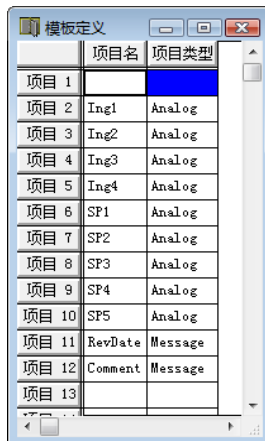 模板定义
项目名 项目类型
项目 1
项目 2 Ing1 Analog
项目 3 Ing2 Analog
项目 4 Ing3 Analog
项目 5 Ing4 Analog
项目 6 SP1 Analog
项目 7 SP2 Analog
项目 8 SP3 Analog
项目 9 SP4 Analog
项目 10 SP5 Analog
项目 11 RevDate Message
项目 12 Comment Message
项目 13